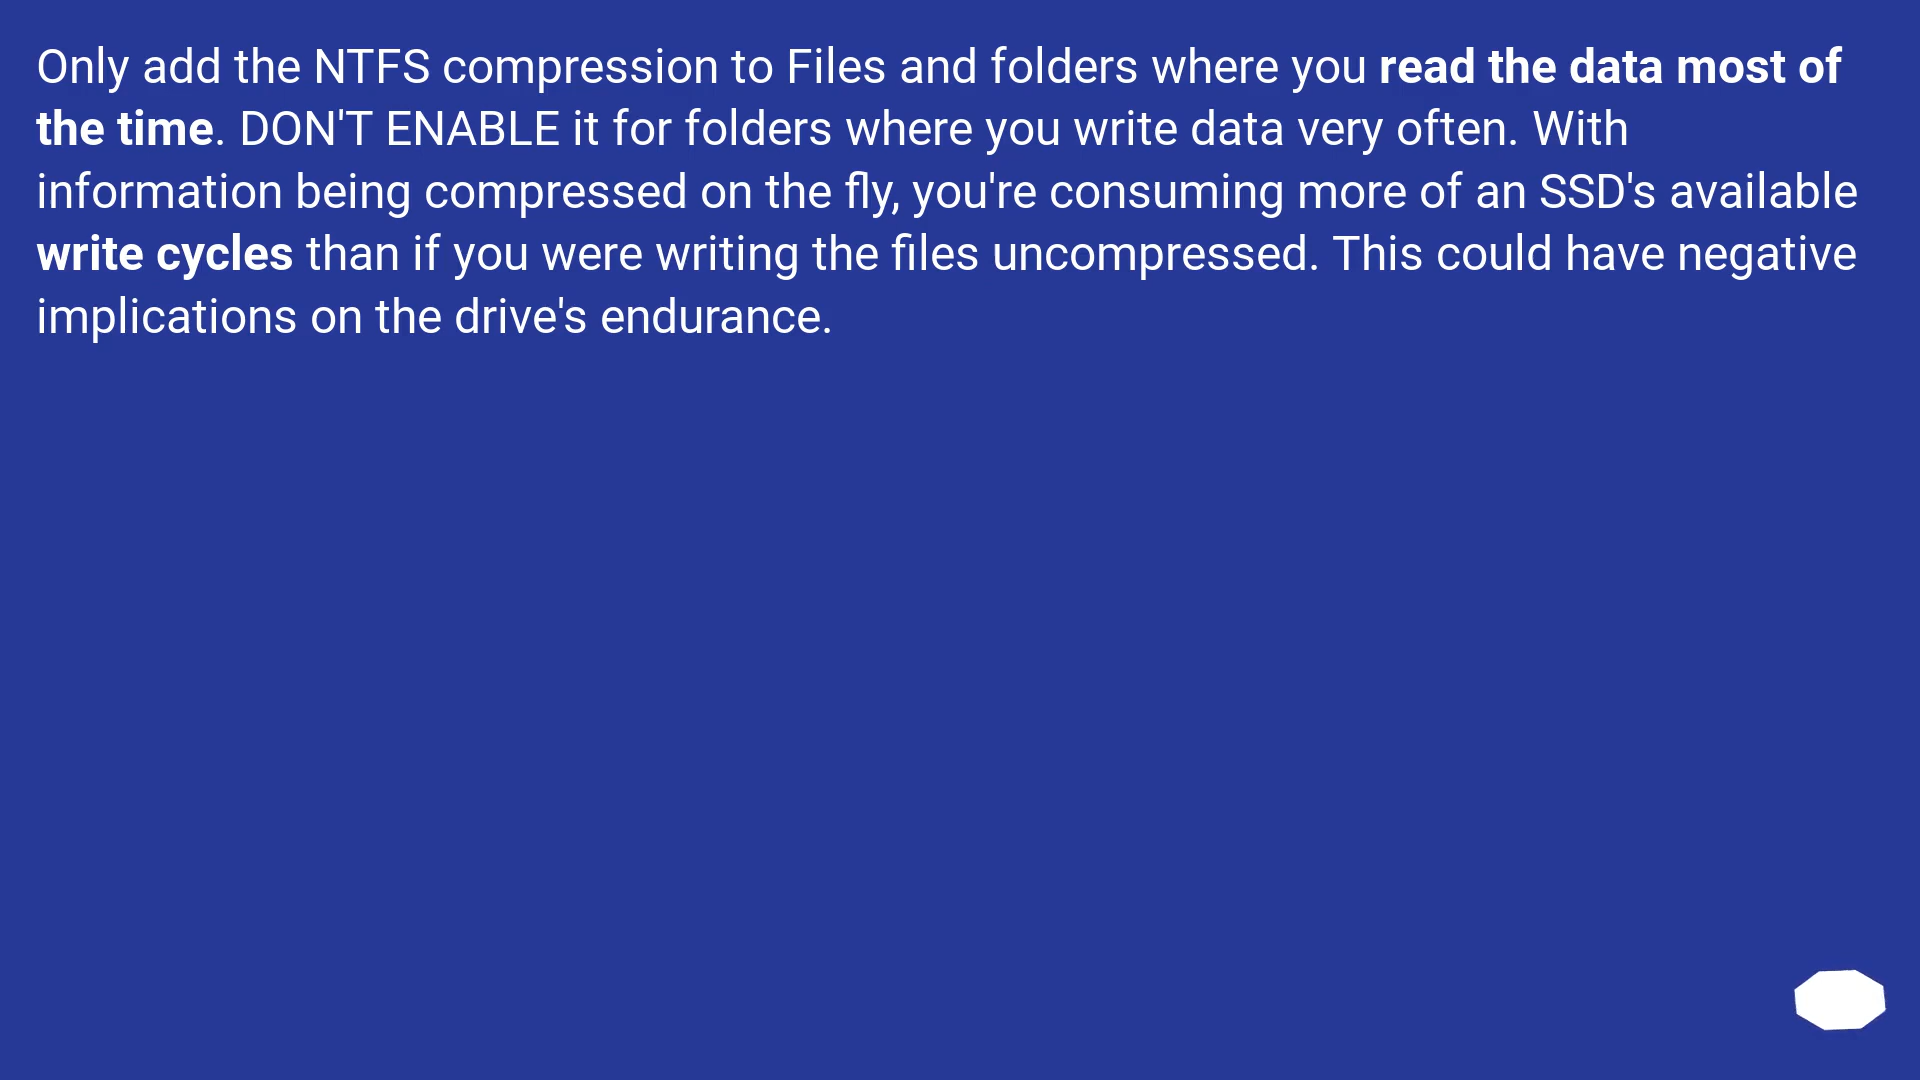 Only add the NTFS compression to Files and folders where you read the data most of
the time. DON'T ENABLE it for folders where you write data very often. With
information being compressed on the fly, you're consuming more of an SSD's available
write cycles than if you were writing the files uncompressed. This could have negative
implications on the drive's endurance.